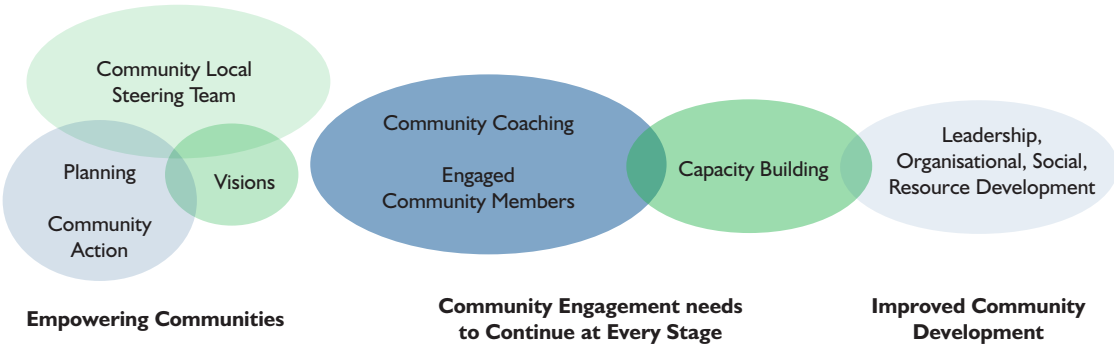 Community Local
Steering Team
Planning
Community
Action
Visions
Community Coaching
Engaged
Community Members
Capacity Building
Leadership,
Organisational, Social,
Resource Development
Empowering Communities
Community Engagement needs
to Continue at Every Stage
Improved Community
Development